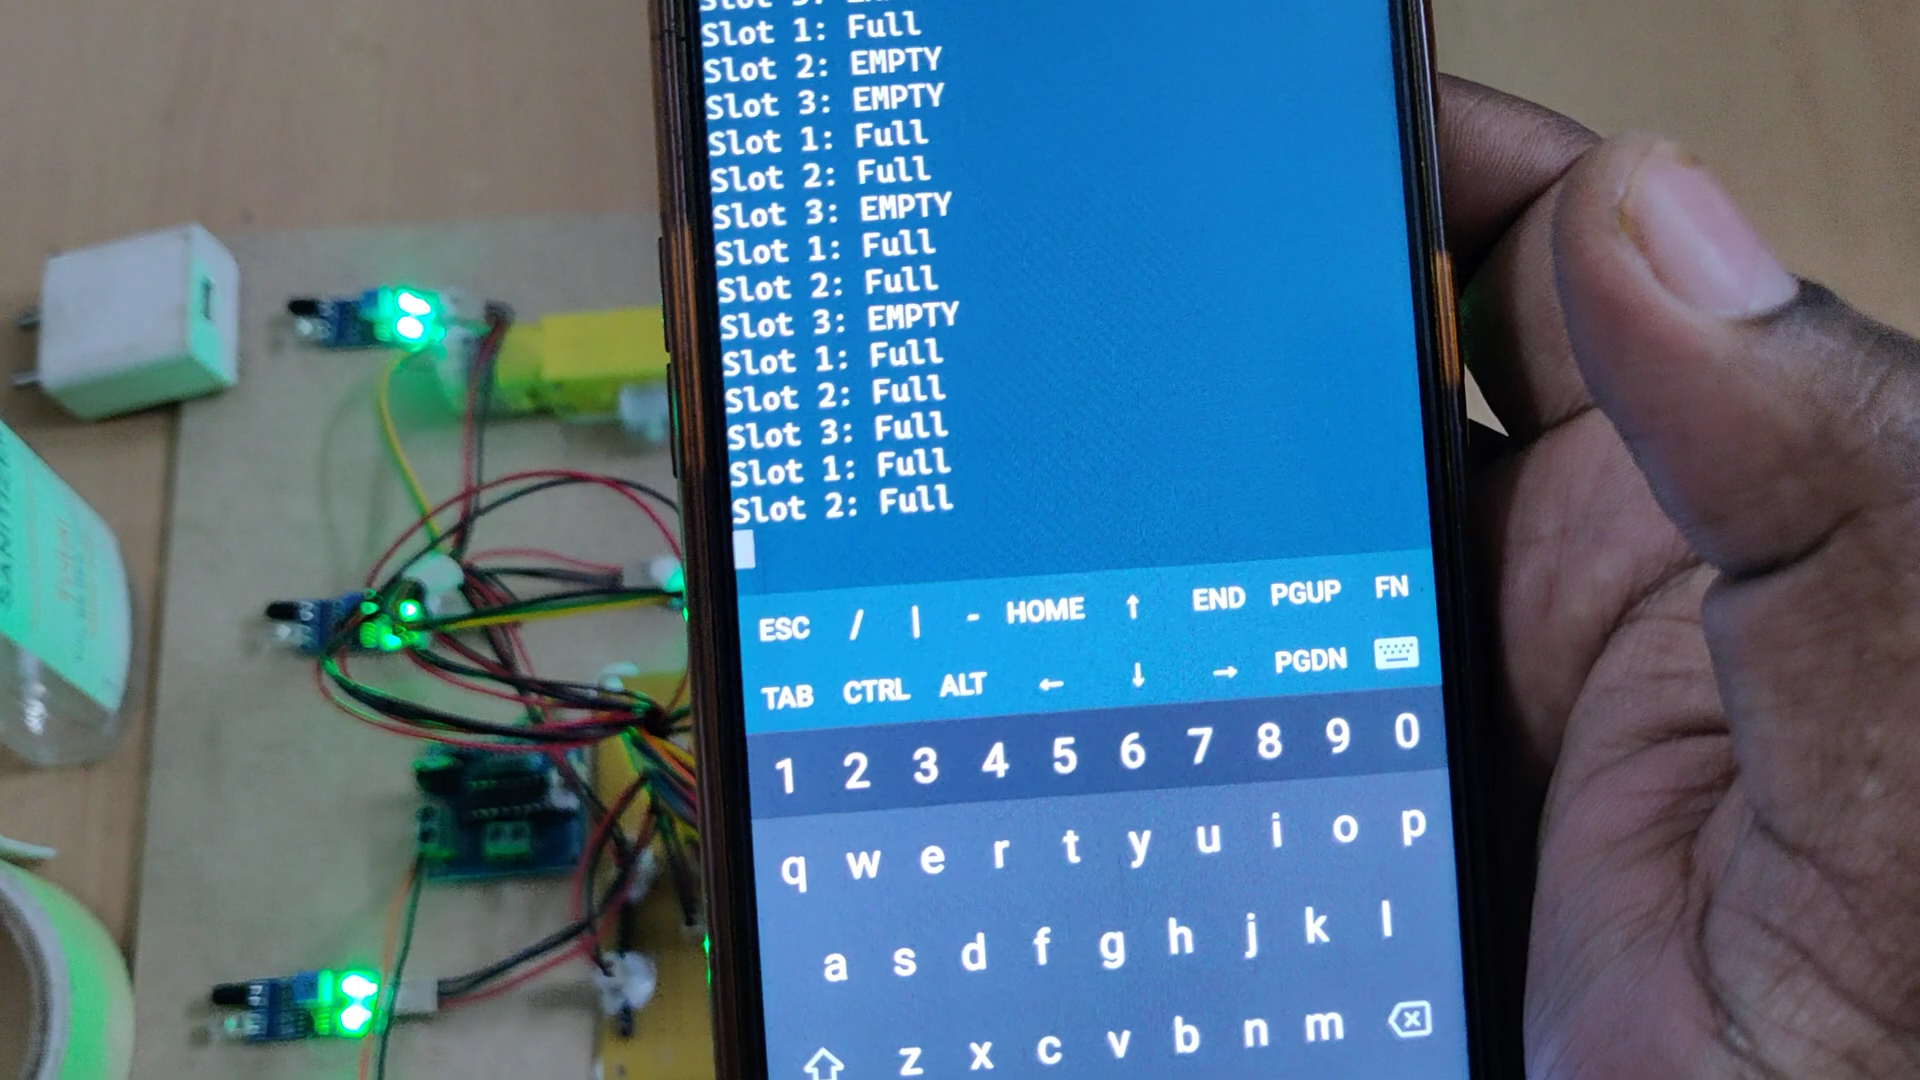 Slot 1: Full
Slot 2: EMPTY
Slot 3: EMPTY
Slot 1: Full
Slot 2: Full
Slot 3: EMPTY
Slot 1: Full
Slot 2: Full
Slot 3: EMPTY
Slot 1: Full
Slot 2: Full
Slot 3: Full
Slot 1: Full
Slot 2: Full
ESC / | - HOME ↑ END PGUP FN
TAB CTRL ALT ← ↓ → PGDN
1 2 3 4 5 6 7 8 9 0
q w e r t y u i o p
a s d f g h j k l
z x c v b n m